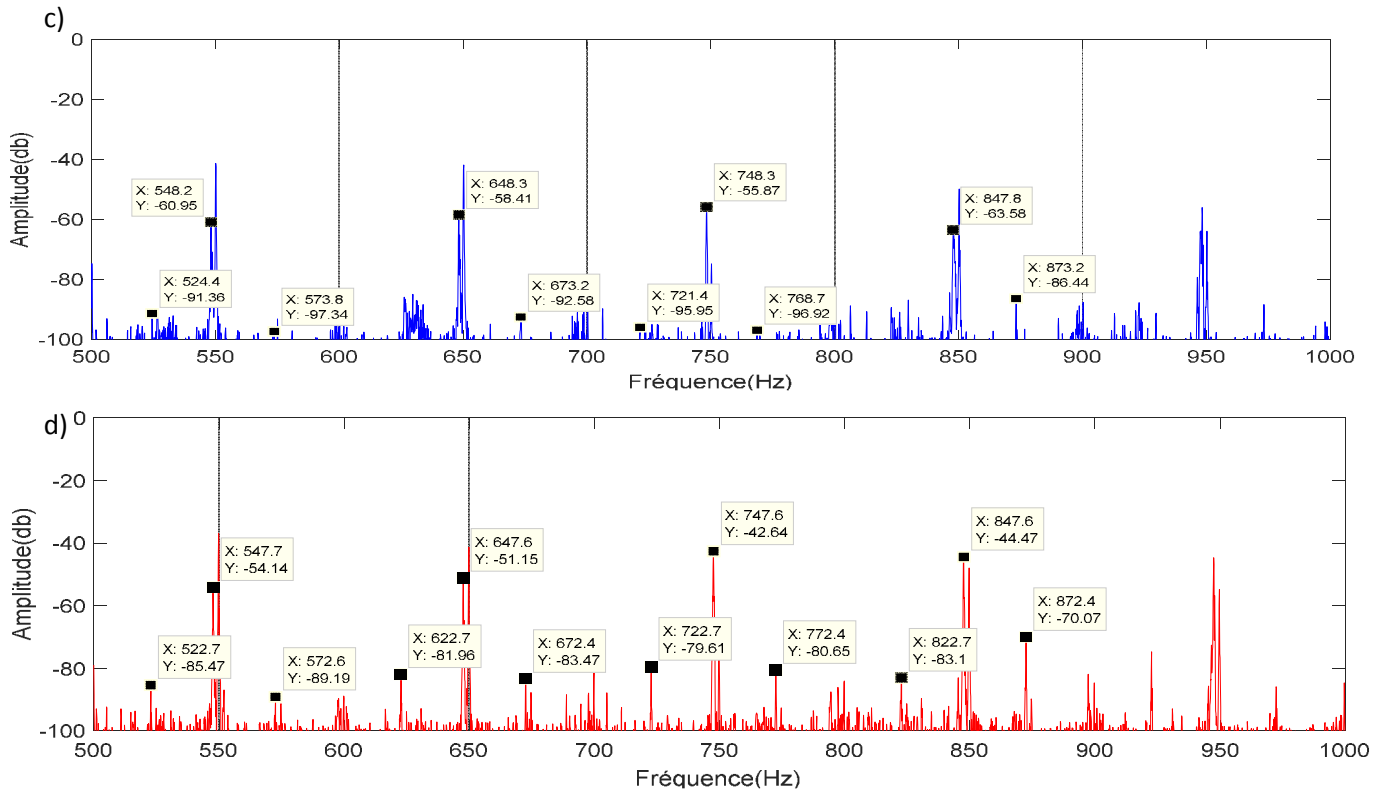 c)
0
-20
-40
-60
-80
-100
Amplitude(db)
X: 548.2
Y: -60.95
X: 524.4
Y: -91.36
X: 573.8
Y: -97.34
X: 648.3
Y: -58.41
X: 673.2
Y: -92.58
X: 748.3
Y: -55.87
X: 721.4
Y: -95.95
X: 768.7
Y: -96.92
X: 847.8
Y: -63.58
X: 873.2
Y: -86.44
500 550 600 650 700 750 800 850 900 950 1000
Fréquence(Hz)
d)
0
-20
-40
-60
-80
-100
Amplitude(db)
X: 547.7
Y: -54.14
X: 522.7
Y: -85.47
X: 572.6
Y: -89.19
X: 647.6
Y: -51.15
X: 622.7
Y: -81.96
X: 672.4
Y: -83.47
X: 747.6
Y: -42.64
X: 722.7
Y: -79.61
X: 772.4
Y: -80.65
X: 847.6
Y: -44.47
X: 822.7
Y: -83.1
X: 872.4
Y: -70.07
500 550 600 650 700 750 800 850 900 950 1000
Fréquence(Hz)